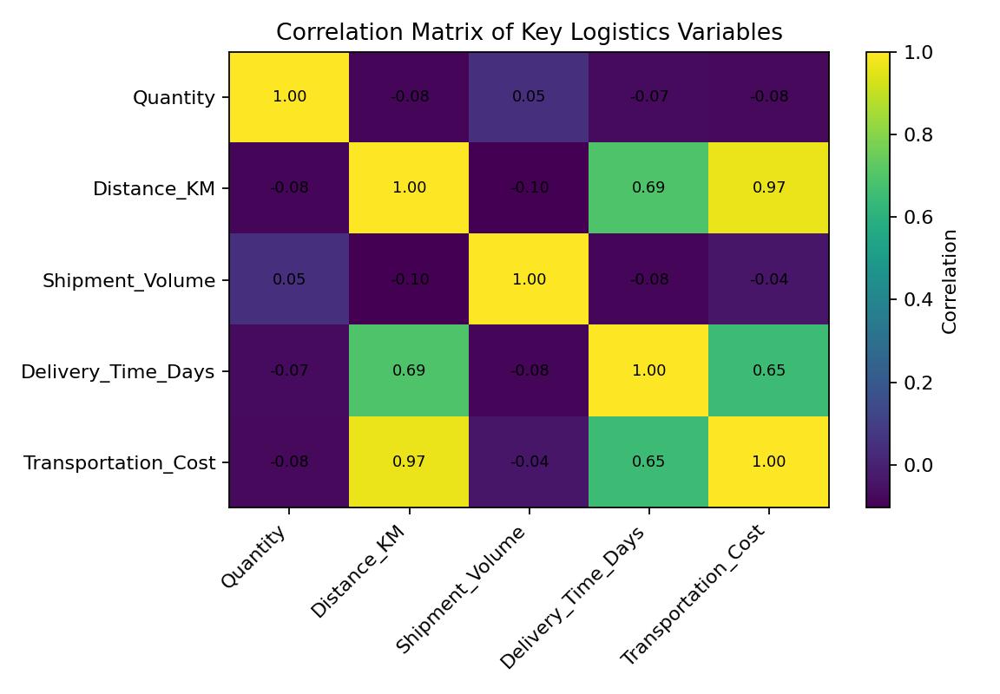 Correlation Matrix of Key Logistics Variables
Quantity 1.00 -0.08 0.05 -0.07 -0.08
Distance_KM -0.08 1.00 -0.10 0.69 0.97
Shipment_Volume 0.05 -0.10 1.00 -0.08 -0.04
Delivery_Time_Days -0.07 0.69 -0.08 1.00 0.65
Transportation_Cost -0.08 0.97 -0.04 0.65 1.00
Quantity
Distance_KM
Shipment_Volume
Delivery_Time_Days
Transportation_Cost
1.0
0.8
0.6
0.4
0.2
0.0
Correlation